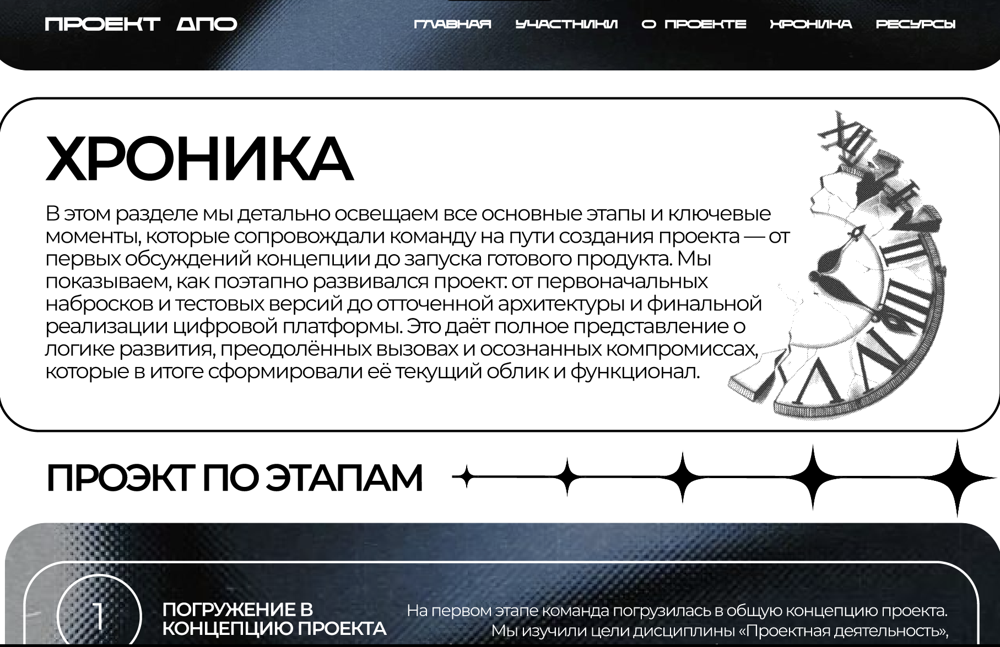 ПРОЕКТ ДПО
ГЛАВНАЯ УЧАСТНИКИ О ПРОЕКТЕ ХРОНИКА РЕСУРСЫ
ХРОНИКА
В этом разделе мы детально освещаем все основные этапы и ключевые
моменты, которые сопровождали команду на пути создания проекта — от
первых обсуждений концепции до запуска готового продукта. Мы
показываем, как поэтапно развивался проект: от первоначальных
набросков и тестовых версий до отточенной архитектуры и финальной
реализации цифровой платформы. Это даёт полное представление о
логике развития, преодолённых вызовах и осознанных компромиссах,
которые в итоге сформировали её текущий облик и функционал.
XII
III
ПРОЭКТ ПО ЭТАПАМ
1
ПОГРУЖЕНИЕ В
КОНЦЕПЦИЮ ПРОЕКТА
На первом этапе команда погрузилась в общую концепцию проекта.
Мы изучили цели дисциплины «Проектная деятельность»,